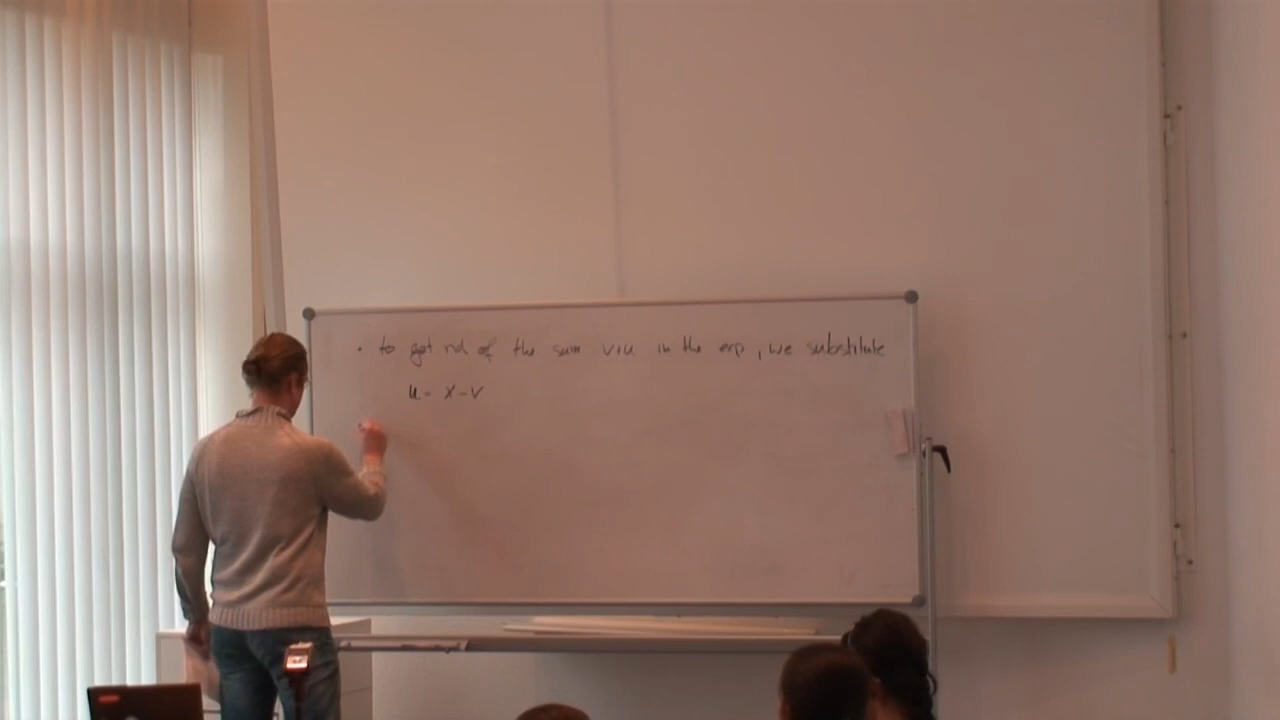 · to get rid of the sum v+u in the exp, we substitute
u = x-v